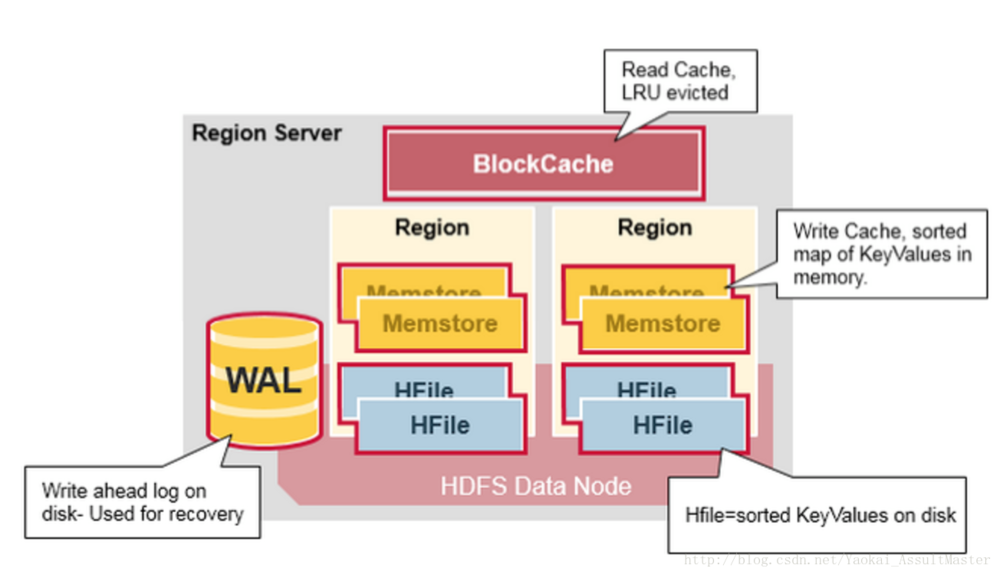 Read Cache,
LRU evicted
Region Server
BlockCache
Region
Region
Write Cache, sorted
map of KeyValues in
memory.
Memstore
Memstore
Memstore
Memstore
WAL
HFile
HFile
HFile
HFile
HDFS Data Node
Write ahead log on
disk- Used for recovery
Hfile=sorted KeyValues on disk
http://blog.csdn.net/Yaokai_AssultMaster